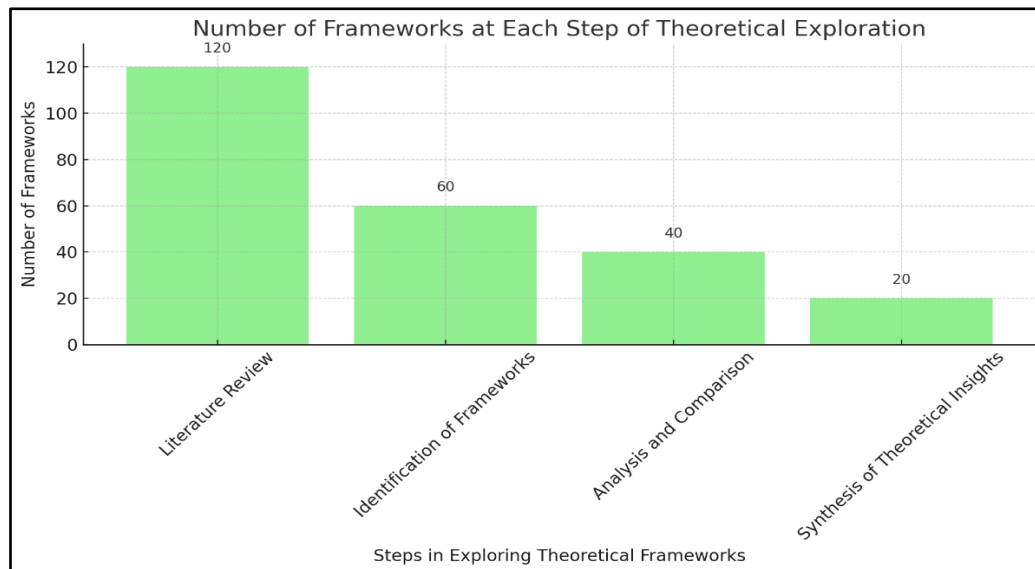 Number of Frameworks at Each Step of Theoretical Exploration
120
120
100
80
60
40
20
0
Number of Frameworks
60
40
20
Literature Review
Identification of Frameworks
Analysis and Comparison
Synthesis of Theoretical Insights
Steps in Exploring Theoretical Frameworks